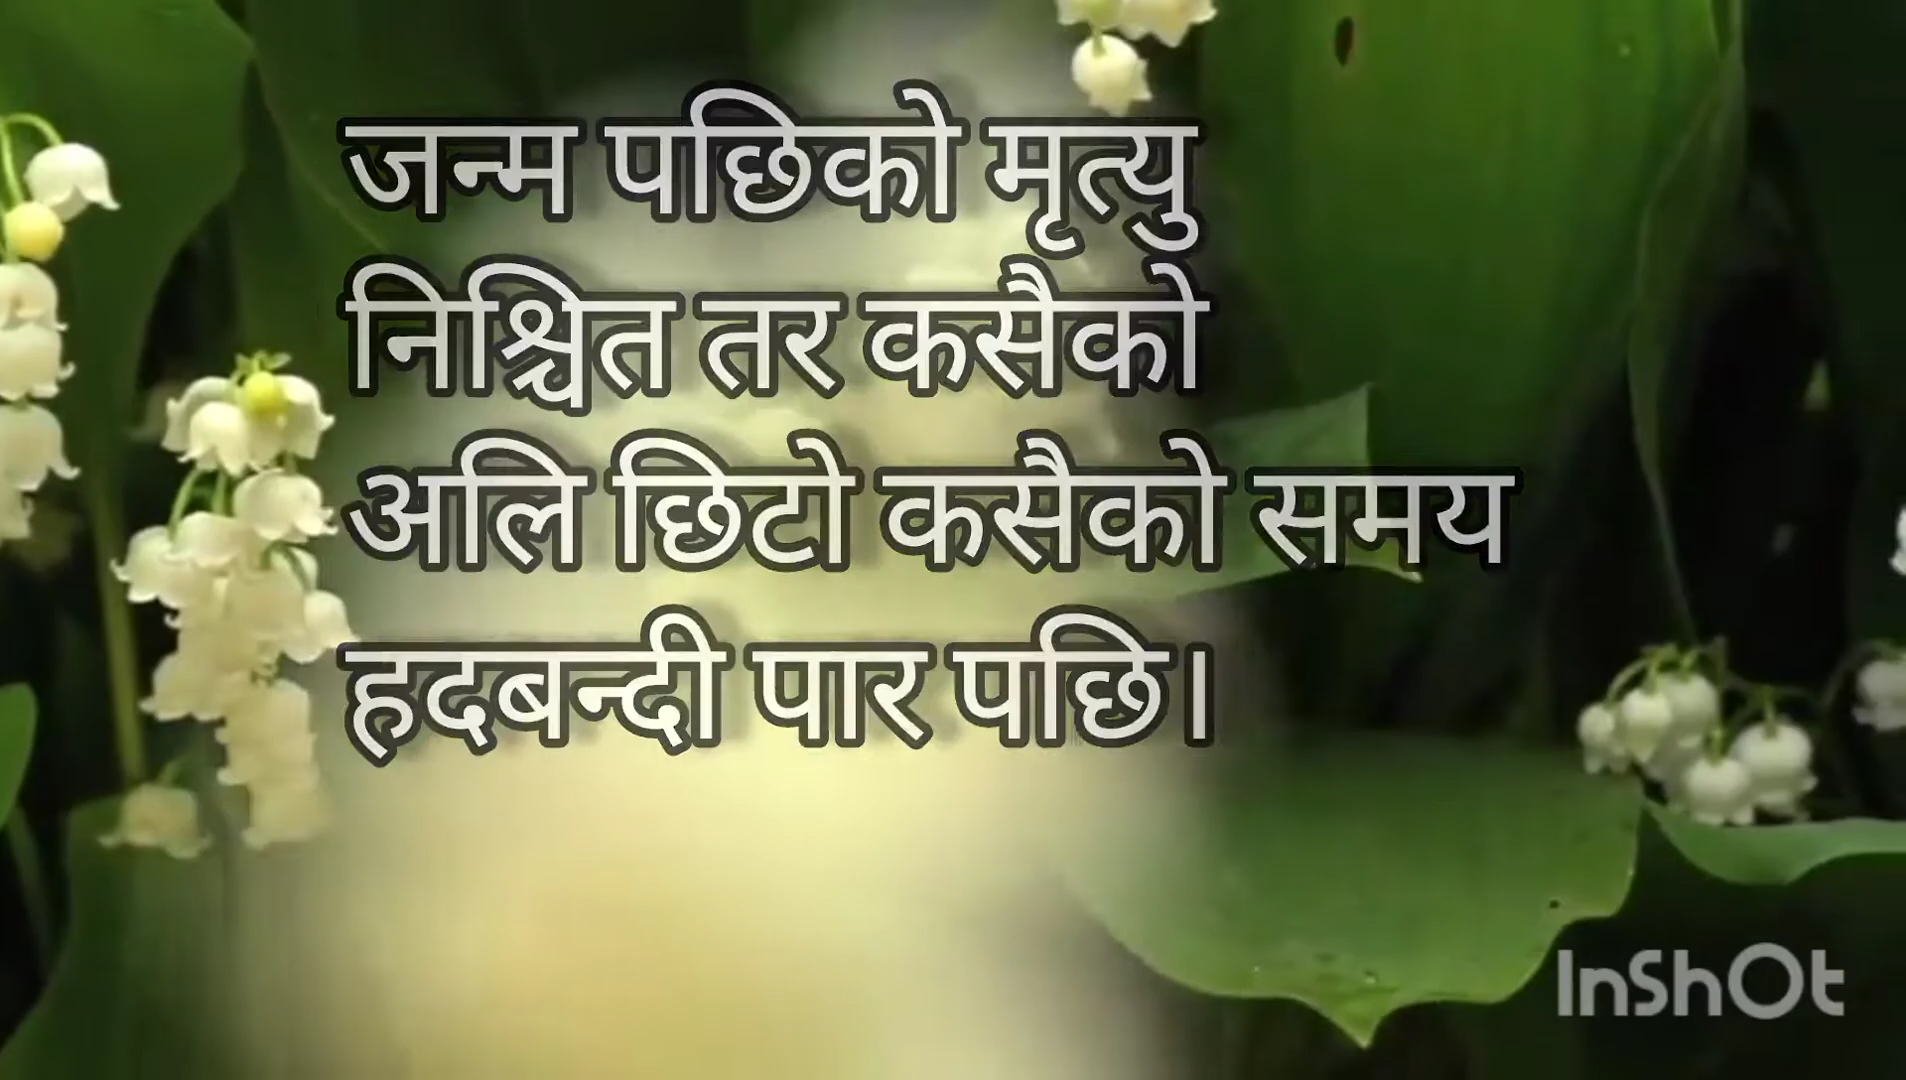 जन्म पछिको मृत्यु
निश्चित तर कसैको
अलि छिटो कसैको समय
हदबन्दी पार पछि।
InShOt